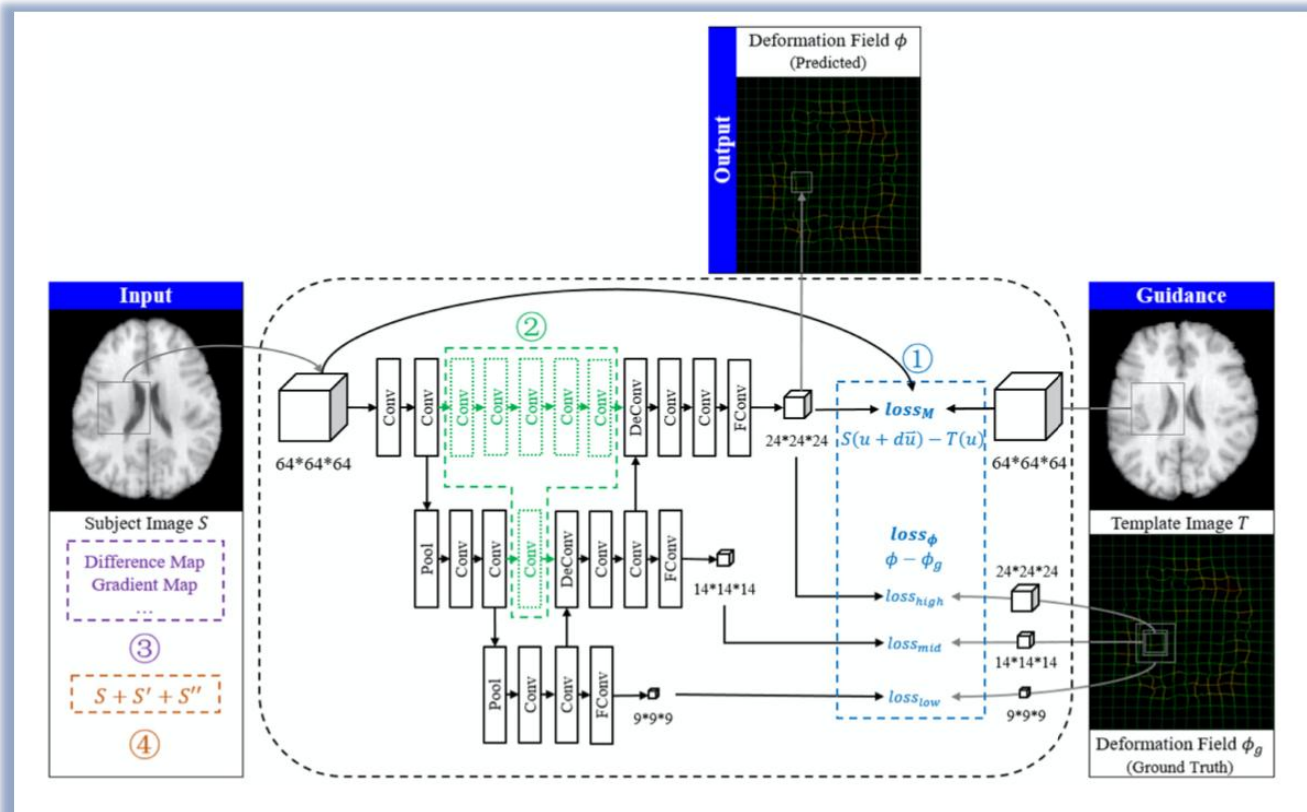 Deformation Field ϕ
(Predicted)
Output
Input
Subject Image S
Difference Map
Gradient Map
...
③
S + S′ + S″
④
64*64*64
②
Conv
Conv
Conv
Conv
Conv
Conv
Conv
DeConv
Conv
Conv
FConv
24*24*24
Pool
Conv
Conv
Conv
DeConv
Conv
Conv
FConv
14*14*14
Pool
Conv
Conv
FConv
9*9*9
①
loss_M
S(u + du⃗) − T(u)
loss_ϕ
ϕ − ϕ_g
loss_high
loss_mid
loss_low
64*64*64
24*24*24
14*14*14
9*9*9
Guidance
Template Image T
Deformation Field ϕ_g
(Ground Truth)